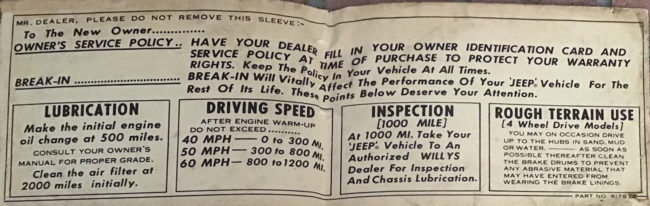 MR. DEALER, PLEASE DO NOT REMOVE THIS SLEEVE:-
To The New Owner..............
OWNER'S SERVICE POLICY.. HAVE YOUR DEALER FILL IN YOUR OWNER IDENTIFICATION CARD AND
SERVICE POLICY AT TIME OF PURCHASE TO PROTECT YOUR WARRANTY
RIGHTS. Keep The Policy In Your Vehicle At All Times.
BREAK-IN .......................... BREAK-IN Will Vitally Affect The Performance Of Your 'JEEP' Vehicle For The
Rest Of Its Life. These Points Below Deserve Your Attention.
LUBRICATION
Make the initial engine
oil change at 500 miles.
CONSULT YOUR OWNER'S
MANUAL FOR PROPER GRADE.
Clean the air filter at
2000 miles initially.
DRIVING SPEED
AFTER ENGINE WARM-UP
DO NOT EXCEED..........
40 MPH — 0 to 300 MI.
50 MPH — 300 to 800 MI.
60 MPH — 800 to 1200 MI.
INSPECTION
[1000 MILE]
At 1000 MI. Take Your
'JEEP' Vehicle To An
Authorized WILLYS
Dealer For Inspection
And Chassis Lubrication.
ROUGH TERRAIN USE
[4 Wheel Drive Models]
YOU MAY ON OCCASION DRIVE
UP TO THE HUBS IN SAND, MUD
OR WATER.— AS SOON AS
POSSIBLE THEREAFTER CLEAN
THE BRAKE DRUMS TO PREVENT
ANY ABRASIVE MATERIAL THAT
MAY HAVE ENTERED FROM
WEARING THE BRAKE LININGS.
PART NO.